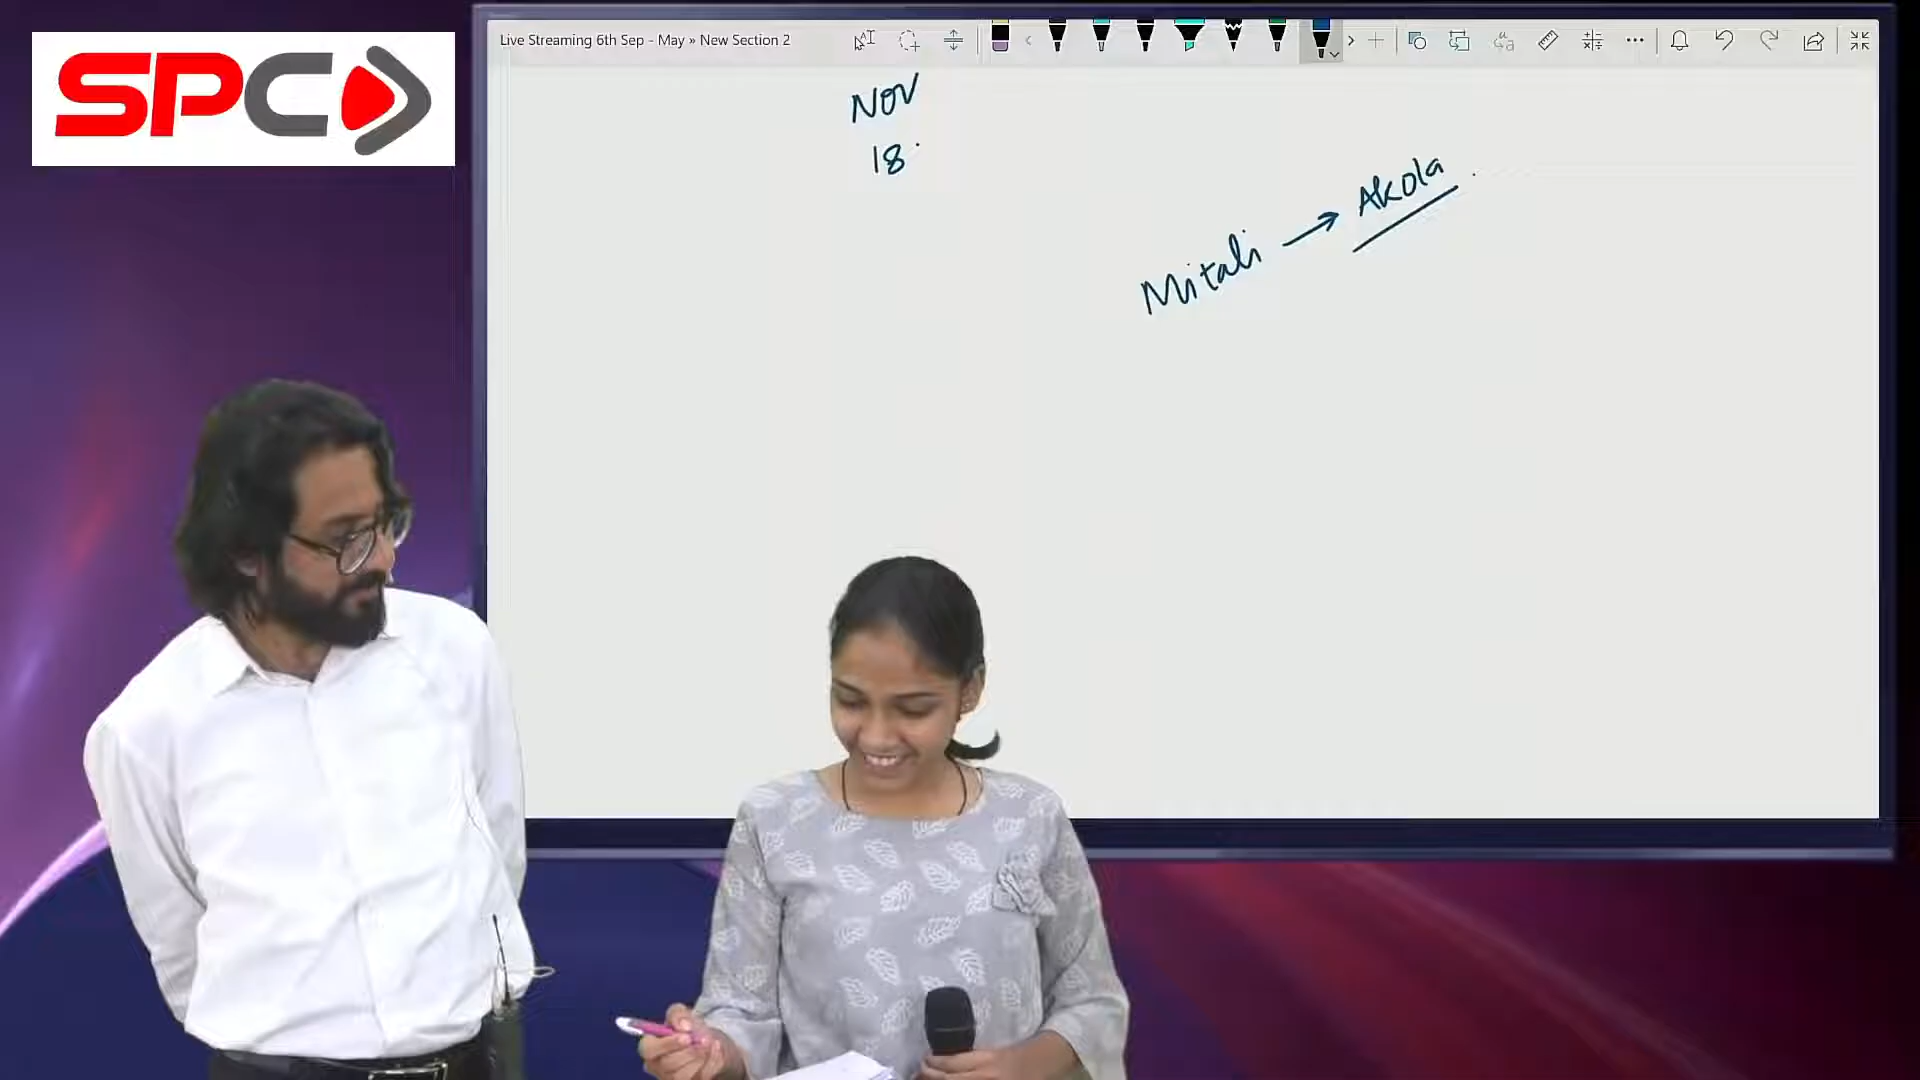 SPC
Live Streaming 6th Sep - May » New Section 2
Nov
18
Mitali → Akola